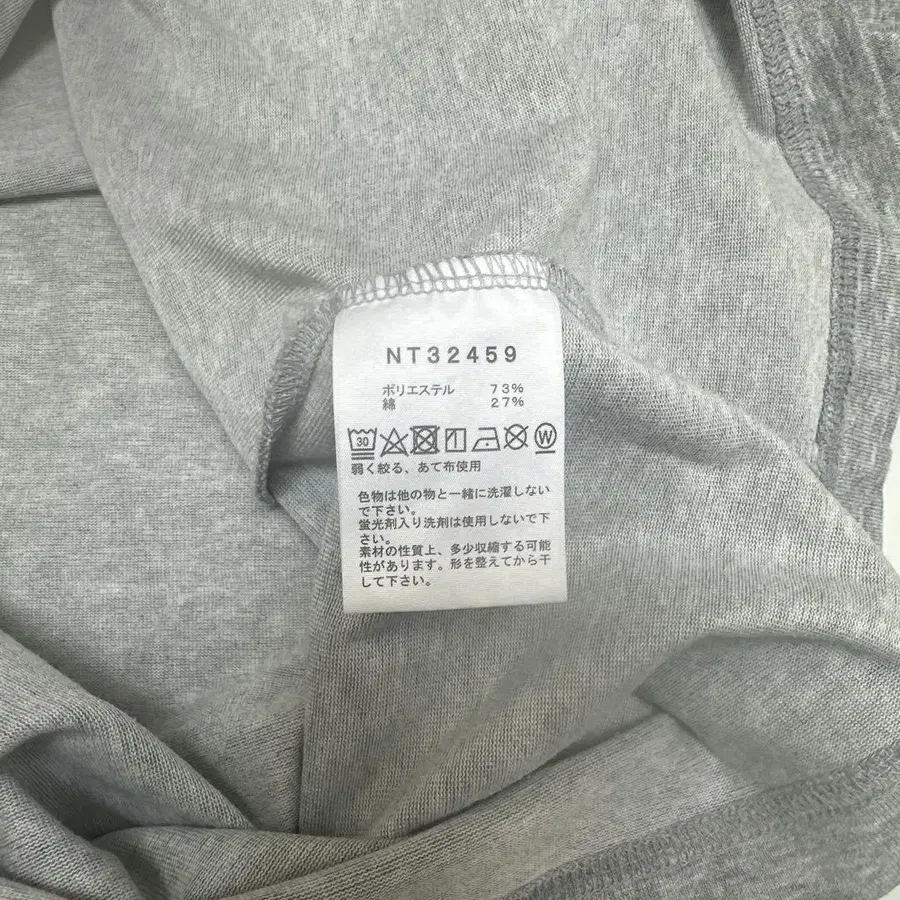 NT32459
ポリエステル 73%
綿 27%
30 W
弱く絞る、あて布使用
色物は他の物と一緒に洗濯しない
で下さい。
蛍光剤入り洗剤は使用しないで下
さい。
素材の性質上、多少収縮する可能
性があります。形を整えてから干
して下さい。